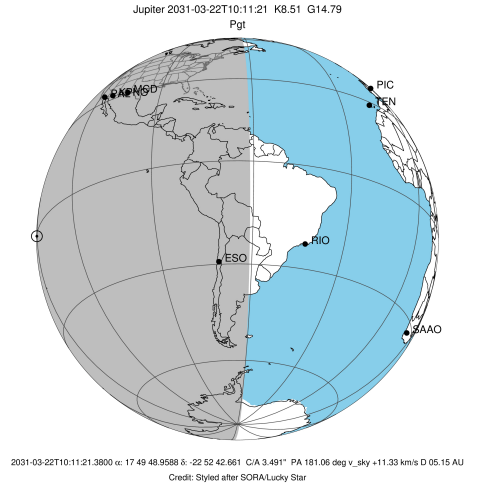 Jupiter 2031-03-22T10:11:21 K8.51 G14.79
Pgt
PIC
TEN
MCD
RIO
ESO
SAAO
2031-03-22T10:11:21.3800 α: 17 49 48.9588 δ: -22 52 42.661 C/A 3.491" PA 181.06 deg v_sky +11.33 km/s D 05.15 AU
Credit: Styled after SORA/Lucky Star